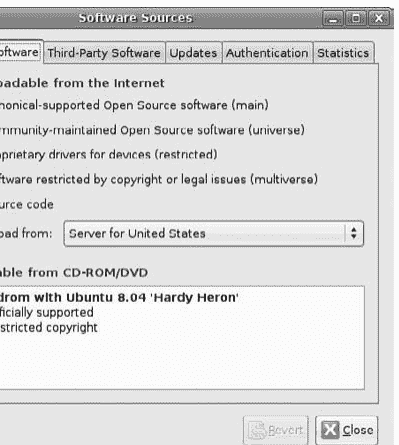 Software Sources
oftware Third-Party Software Updates Authentication Statistics
oadable from the Internet
nonical-supported Open Source software (main)
mmunity-maintained Open Source software (universe)
oprietary drivers for devices (restricted)
ftware restricted by copyright or legal issues (multiverse)
urce code
oad from: Server for United States
able from CD-ROM/DVD
drom with Ubuntu 8.04 'Hardy Heron'
ficially supported
stricted copyright
Revert Close